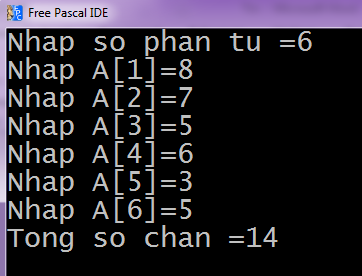 Free Pascal IDE
Nhap so phan tu =6
Nhap A[1]=8
Nhap A[2]=7
Nhap A[3]=5
Nhap A[4]=6
Nhap A[5]=3
Nhap A[6]=5
Tong so chan =14